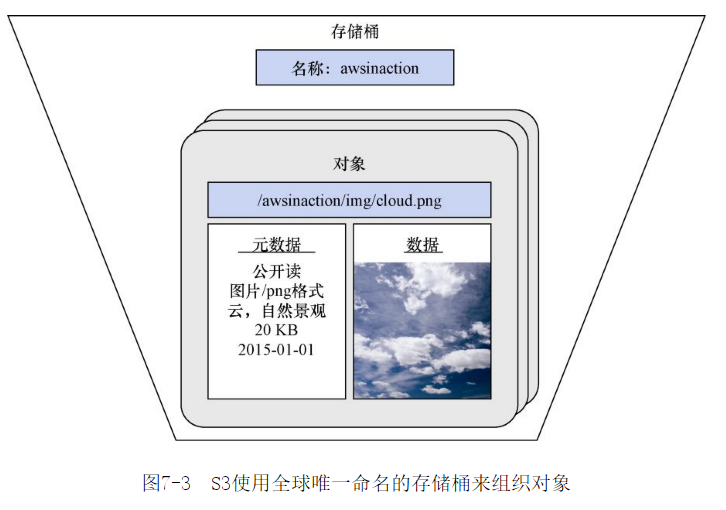 存储桶
名称：awsinaction
对象
/awsinaction/img/cloud.png
元数据
公开读
图片/png格式
云，自然景观
20 KB
2015-01-01
数据
图7-3 S3使用全球唯一命名的存储桶来组织对象